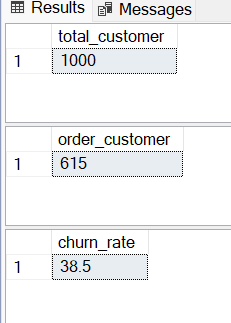 Results Messages
total_customer
1 1000
order_customer
1 615
churn_rate
1 38.5